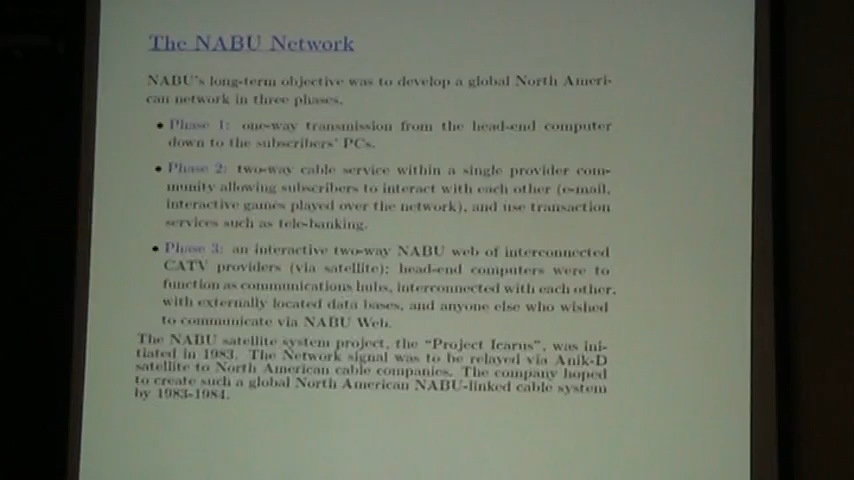 The NABU Network
NABU's long-term objective was to develop a global North Ameri-
can network in three phases.
• Phase 1: one-way transmission from the head-end computer
down to the subscribers' PCs.
• Phase 2: two-way cable service within a single provider com-
munity allowing subscribers to interact with each other (e-mail,
interactive games played over the network), and use transaction
services such as tele-banking.
• Phase 3: an interactive two-way NABU web of interconnected
CATV providers (via satellite); head-end computers were to
function as communications hubs, interconnected with each other,
with externally located data bases, and anyone else who wished
to communicate via NABU Web.
The NABU satellite system project, the "Project Icarus", was ini-
tiated in 1983. The Network signal was to be relayed via Anik-D
satellite to North American cable companies. The company hoped
to create such a global North American NABU-linked cable system
by 1983-1984.